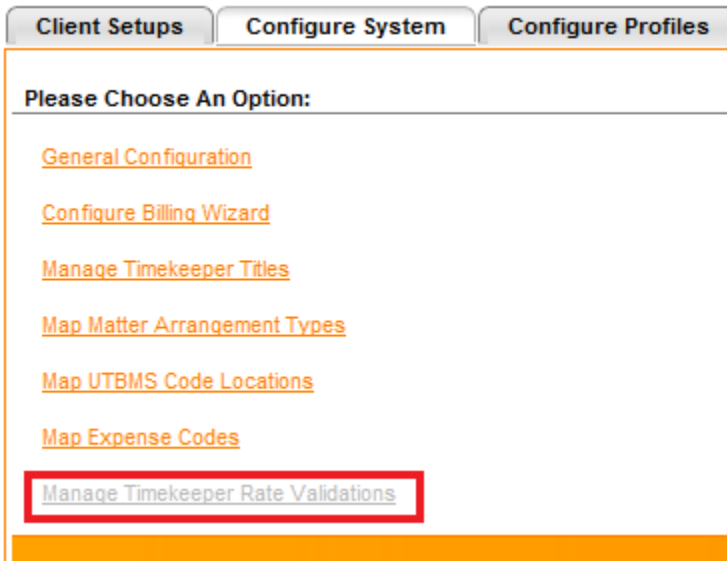 Client Setups Configure System Configure Profiles
Please Choose An Option:
General Configuration
Configure Billing Wizard
Manage Timekeeper Titles
Map Matter Arrangement Types
Map UTBMS Code Locations
Map Expense Codes
Manage Timekeeper Rate Validations